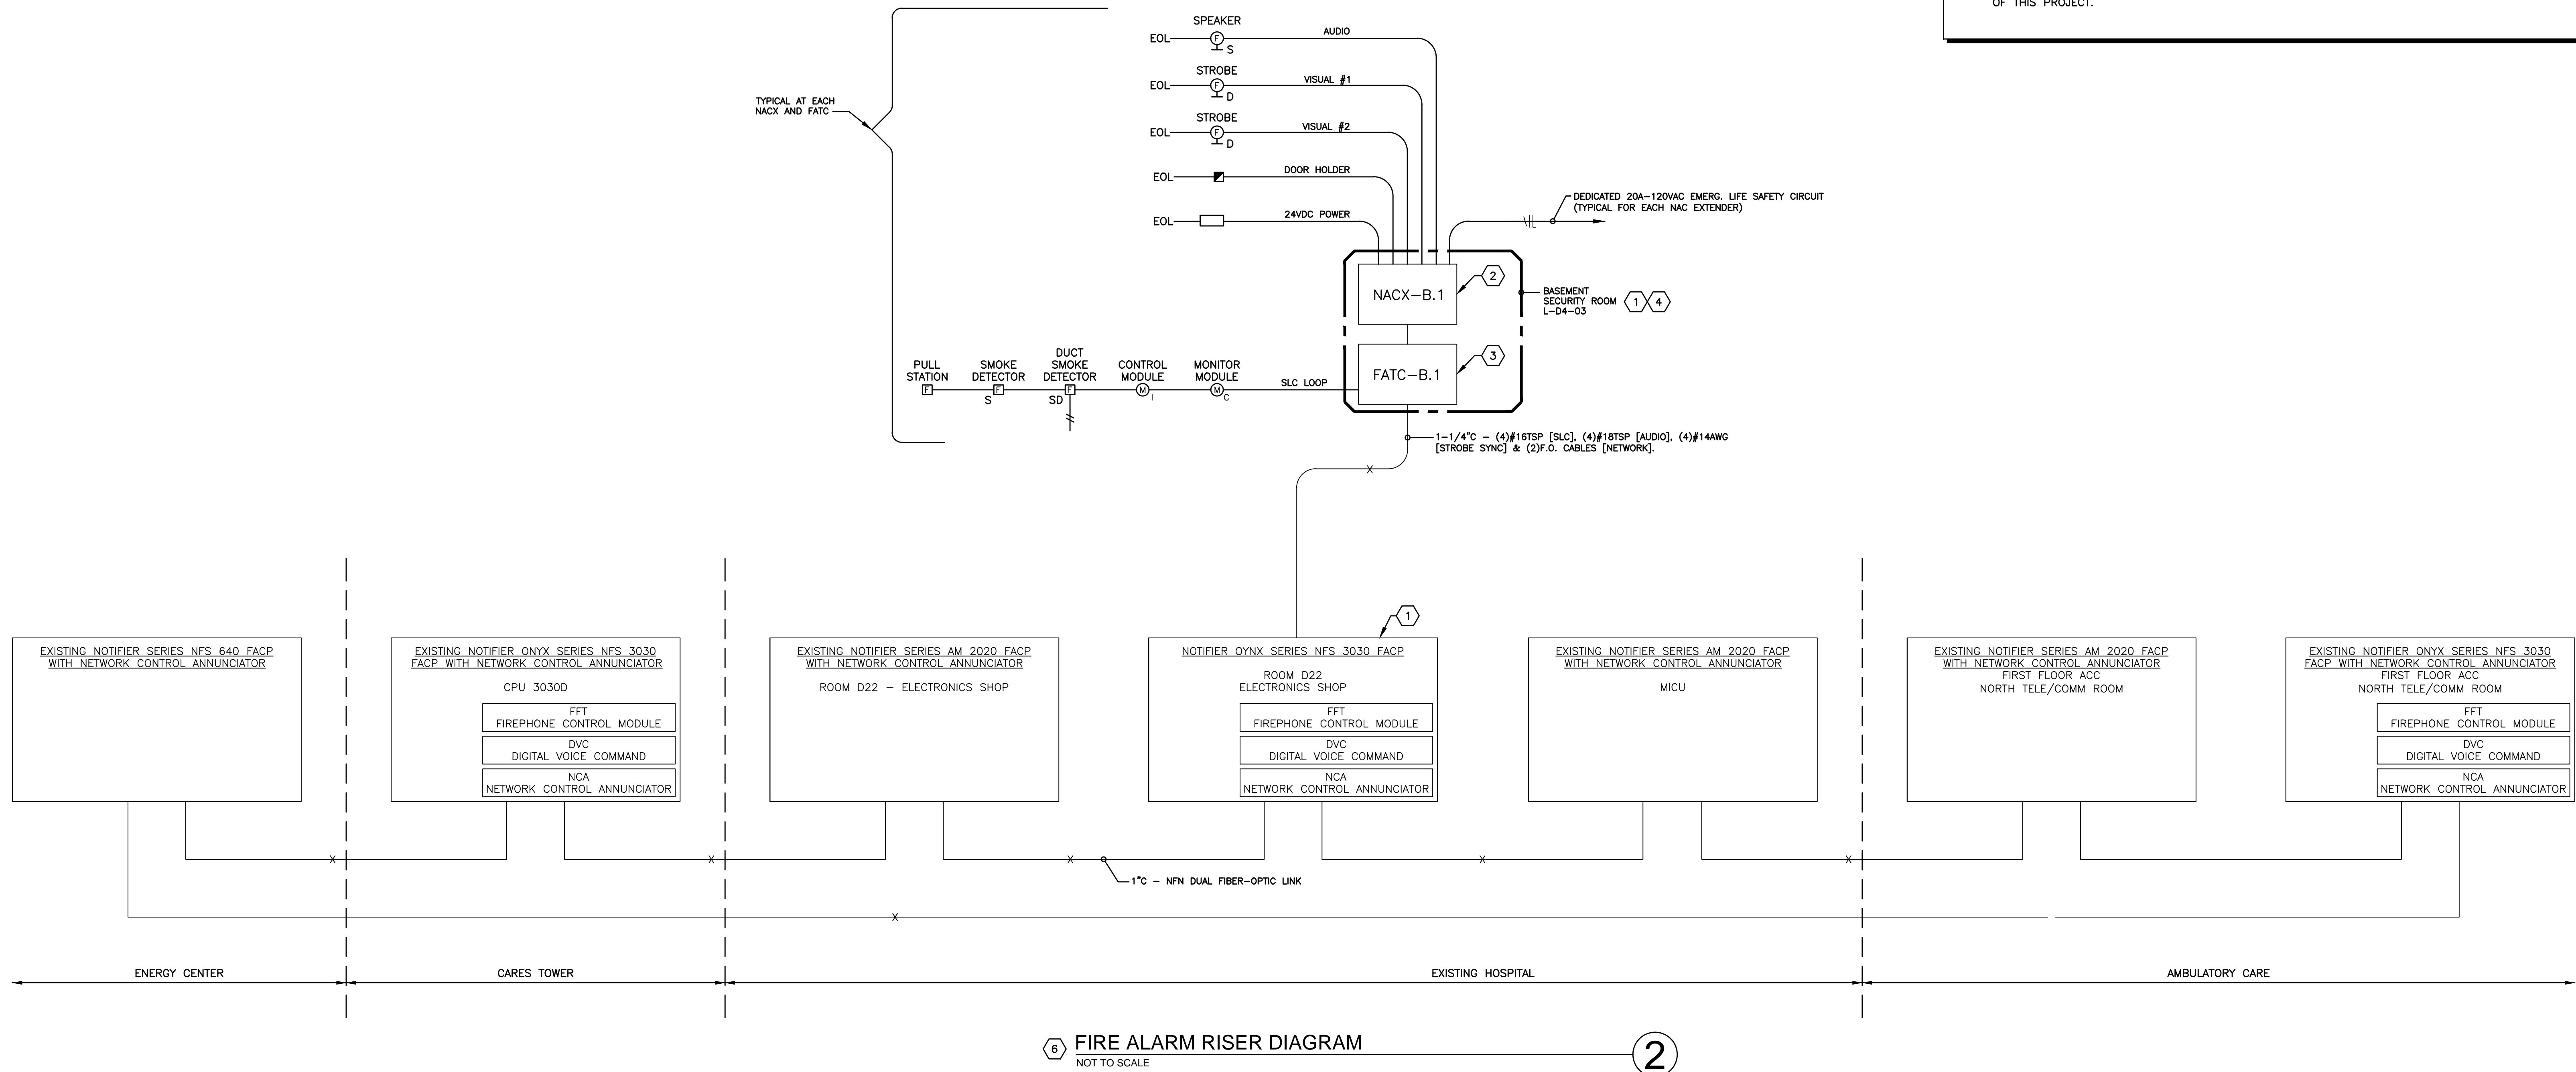 OF THIS PROJECT.
SPEAKER
EOL
F
S
AUDIO
STROBE
EOL
F
D
VISUAL #1
STROBE
EOL
F
D
VISUAL #2
TYPICAL AT EACH
NACX AND FATC
EOL
DOOR HOLDER
EOL
24VDC POWER
DEDICATED 20A-120VAC EMERG. LIFE SAFETY CIRCUIT
(TYPICAL FOR EACH NAC EXTENDER)
NACX-B.1
2
BASEMENT
SECURITY ROOM
L-D4-03
1
4
FATC-B.1
3
PULL
STATION
F
SMOKE
DETECTOR
F
S
DUCT
SMOKE
DETECTOR
F
SD
CONTROL
MODULE
M
I
MONITOR
MODULE
M
C
SLC LOOP
1-1/4"C - (4)#16TSP [SLC], (4)#18TSP [AUDIO], (4)#14AWG
[STROBE SYNC] & (2)F.O. CABLES [NETWORK].
X
1
EXISTING NOTIFIER SERIES NFS 640 FACP
WITH NETWORK CONTROL ANNUNCIATOR
EXISTING NOTIFIER ONYX SERIES NFS 3030
FACP WITH NETWORK CONTROL ANNUNCIATOR
CPU 3030D
FFT
FIREPHONE CONTROL MODULE
DVC
DIGITAL VOICE COMMAND
NCA
NETWORK CONTROL ANNUNCIATOR
EXISTING NOTIFIER SERIES AM 2020 FACP
WITH NETWORK CONTROL ANNUNCIATOR
ROOM D22 - ELECTRONICS SHOP
NOTIFIER OYNX SERIES NFS 3030 FACP
ROOM D22
ELECTRONICS SHOP
FFT
FIREPHONE CONTROL MODULE
DVC
DIGITAL VOICE COMMAND
NCA
NETWORK CONTROL ANNUNCIATOR
EXISTING NOTIFIER SERIES AM 2020 FACP
WITH NETWORK CONTROL ANNUNCIATOR
MICU
EXISTING NOTIFIER SERIES AM 2020 FACP
WITH NETWORK CONTROL ANNUNCIATOR
FIRST FLOOR ACC
NORTH TELE/COMM ROOM
EXISTING NOTIFIER ONYX SERIES NFS 3030
FACP WITH NETWORK CONTROL ANNUNCIATOR
FIRST FLOOR ACC
NORTH TELE/COMM ROOM
FFT
FIREPHONE CONTROL MODULE
DVC
DIGITAL VOICE COMMAND
NCA
NETWORK CONTROL ANNUNCIATOR
X
X
X
X
X
1"C - NFN DUAL FIBER-OPTIC LINK
X
ENERGY CENTER
CARES TOWER
EXISTING HOSPITAL
AMBULATORY CARE
6
FIRE ALARM RISER DIAGRAM
NOT TO SCALE
2